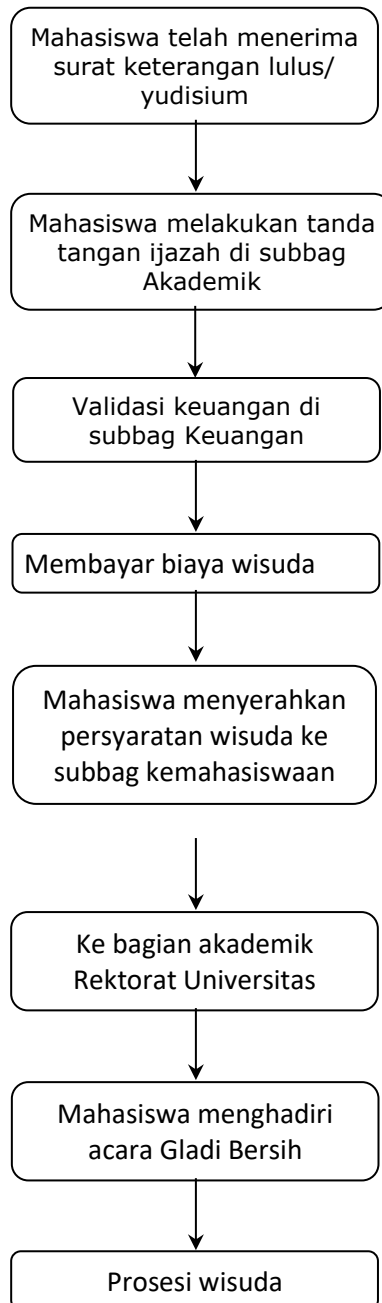 Mahasiswa telah menerima
surat keterangan lulus/
yudisium
Mahasiswa melakukan tanda
tangan ijazah di subbag
Akademik
Validasi keuangan di
subbag Keuangan
Membayar biaya wisuda
Mahasiswa menyerahkan
persyaratan wisuda ke
subbag kemahasiswaan
Ke bagian akademik
Rektorat Universitas
Mahasiswa menghadiri
acara Gladi Bersih
Prosesi wisuda